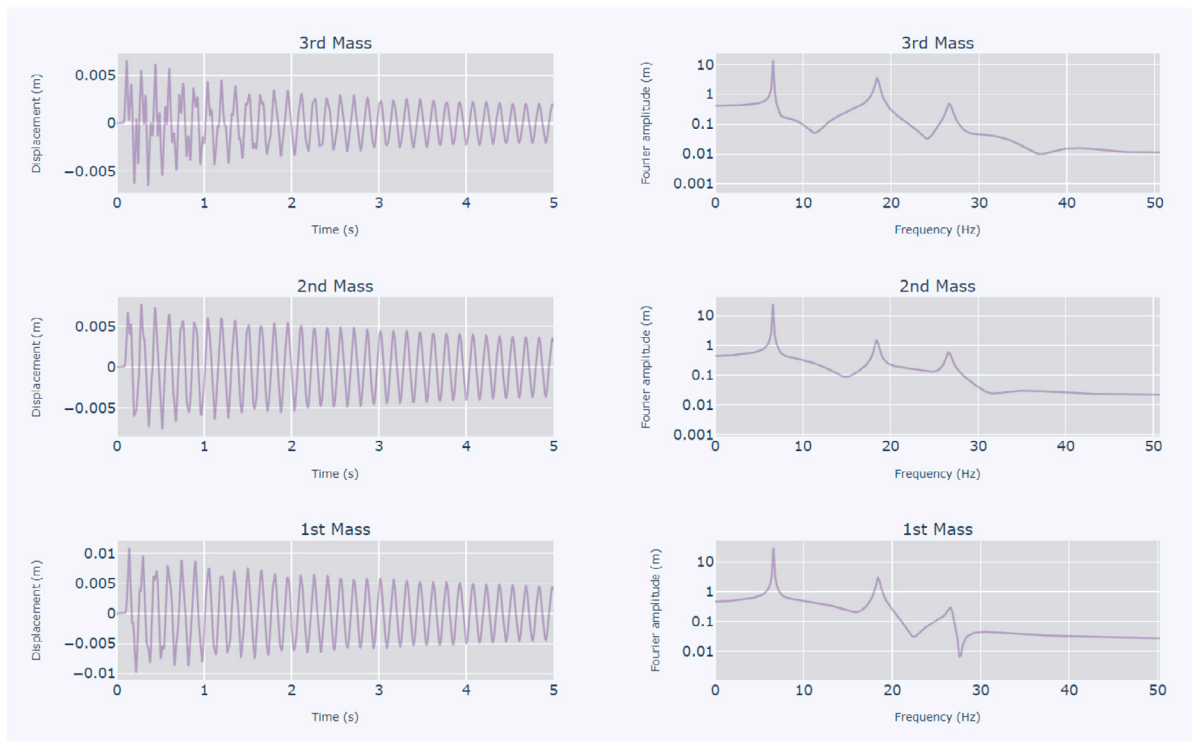 3rd Mass
Displacement (m)
0.005
0
−0.005
0 1 2 3 4 5
Time (s)
3rd Mass
Fourier amplitude (m)
10
1
0.1
0.01
0.001
0 10 20 30 40 50
Frequency (Hz)
2nd Mass
Displacement (m)
0.005
0
−0.005
0 1 2 3 4 5
Time (s)
2nd Mass
Fourier amplitude (m)
10
1
0.1
0.01
0.001
0 10 20 30 40 50
Frequency (Hz)
1st Mass
Displacement (m)
0.01
0.005
0
−0.005
−0.01
0 1 2 3 4 5
Time (s)
1st Mass
Fourier amplitude (m)
10
1
0.1
0.01
0 10 20 30 40 50
Frequency (Hz)